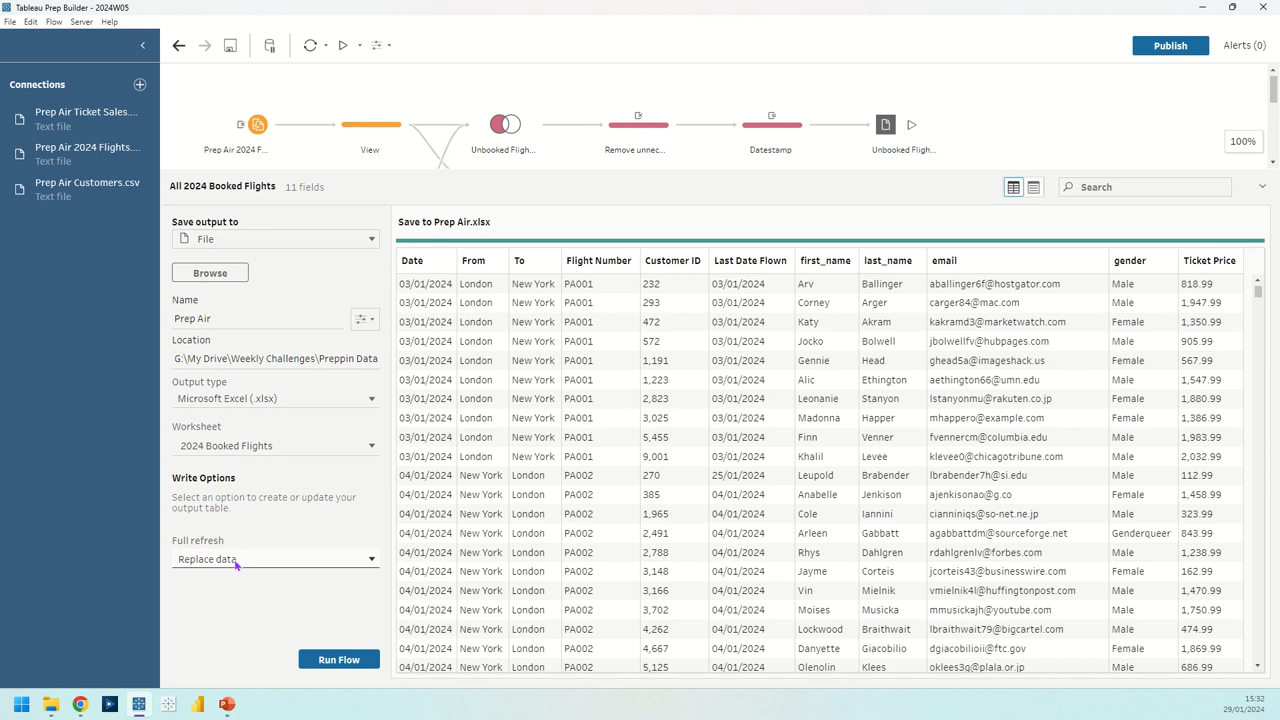 Tableau Prep Builder - 2024W05
File Edit Flow Server Help
Publish
Alerts (0)
Connections
Prep Air Ticket Sales....
Text file
Prep Air 2024 Flights....
Text file
Prep Air Customers.csv
Text file
Prep Air 2024 F...
View
Unbooked Fligh...
Remove unnec...
Datestamp
Unbooked Fligh...
100%
All 2024 Booked Flights 11 fields
Search
Save output to
File
Browse
Name
Prep Air
Location
G:\My Drive\Weekly Challenges\Preppin Data
Output type
Microsoft Excel (.xlsx)
Worksheet
2024 Booked Flights
Write Options
Select an option to create or update your
output table.
Full refresh
Replace data
Run Flow
Save to Prep Air.xlsx
Date From To Flight Number Customer ID Last Date Flown first_name last_name email gender Ticket Price
03/01/2024 London New York PA001 232 03/01/2024 Arv Ballinger aballinger6f@hostgator.com Male 818.99
03/01/2024 London New York PA001 293 03/01/2024 Corney Arger carger84@mac.com Male 1,947.99
03/01/2024 London New York PA001 472 03/01/2024 Katy Akram kakramd3@marketwatch.com Female 1,350.99
03/01/2024 London New York PA001 572 03/01/2024 Jocko Bolwell jbolwellfv@hubpages.com Male 905.99
03/01/2024 London New York PA001 1,191 03/01/2024 Gennie Head ghead5a@imageshack.us Female 567.99
03/01/2024 London New York PA001 1,223 03/01/2024 Alic Ethington aethington66@umn.edu Male 1,547.99
03/01/2024 London New York PA001 2,628 03/01/2024 Leonanie Stanyon lstanyonmu@rakuten.co.jp Female 1,880.99
03/01/2024 London New York PA001 3,025 03/01/2024 Madonna Happer mhappero@example.com Female 1,386.99
03/01/2024 London New York PA001 5,455 03/01/2024 Finn Venner fvennercm@columbia.edu Male 1,983.99
03/01/2024 London New York PA001 9,001 03/01/2024 Khalil Levee klevee0@chicagotribune.com Male 2,032.99
04/01/2024 New York London PA002 270 25/01/2024 Leupold Brabender lbrabender7h@si.edu Male 112.99
04/01/2024 New York London PA002 385 04/01/2024 Anabelle Jenkison ajenkisonao@g.co Female 1,458.99
04/01/2024 New York London PA002 1,965 04/01/2024 Cole Iannini cianniniqs@so-net.ne.jp Male 323.99
04/01/2024 New York London PA002 2,491 04/01/2024 Arleen Gabbatt agabbattdm@sourceforge.net Genderqueer 843.99
04/01/2024 New York London PA002 2,788 04/01/2024 Rhys Dahlgren rdahlgrenlv@forbes.com Male 1,238.99
04/01/2024 New York London PA002 3,148 04/01/2024 Jayme Corteis jcorteis43@businesswire.com Female 162.99
04/01/2024 New York London PA002 3,166 04/01/2024 Vin Mielnik vmielnik4l@huffingtonpost.com Male 1,470.99
04/01/2024 New York London PA002 3,702 04/01/2024 Moises Musicka mmusickajh@youtube.com Male 1,750.99
04/01/2024 New York London PA002 4,262 04/01/2024 Lockwood Braithwait lbraithwait79@bigcartel.com Male 474.99
04/01/2024 New York London PA002 4,667 04/01/2024 Danyette Giacobilio dgiacobilioii@ftc.gov Female 1,869.99
04/01/2024 New York London PA002 5,125 04/01/2024 Olenolin Klees oklees3q@plala.or.jp Male 686.99
15:32
29/01/2024